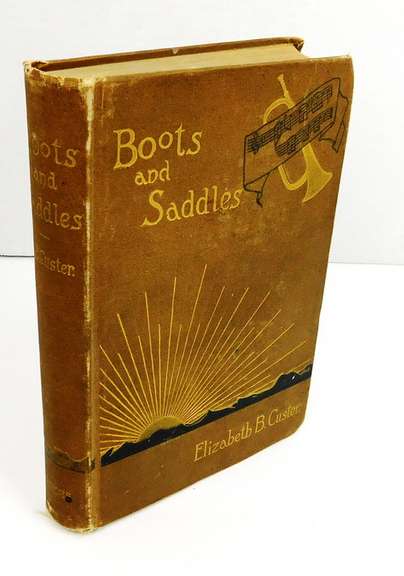 Boots
and
Saddles
Elizabeth B. Custer.
Boots
and
Saddles
Custer.